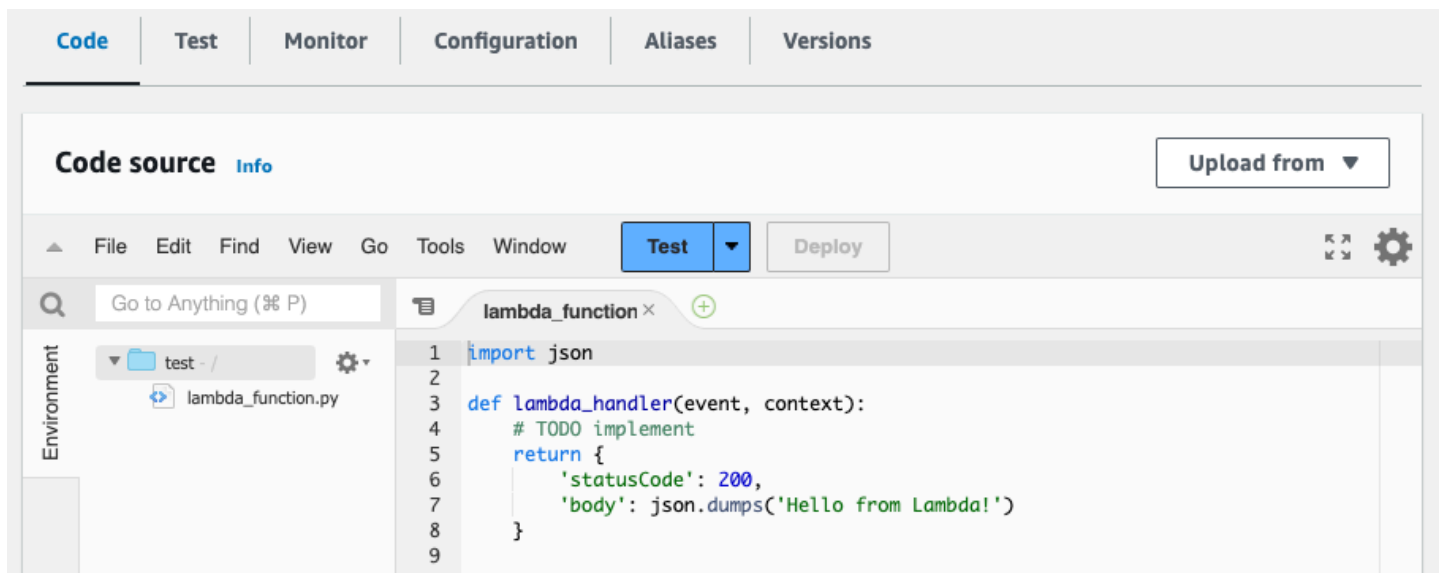 Code Test Monitor Configuration Aliases Versions
Code source Info Upload from
File Edit Find View Go Tools Window Test Deploy
Go to Anything (⌘ P) lambda_function
Environment
test - /
lambda_function.py
1 import json
2
3 def lambda_handler(event, context):
4     # TODO implement
5     return {
6         'statusCode': 200,
7         'body': json.dumps('Hello from Lambda!')
8     }
9